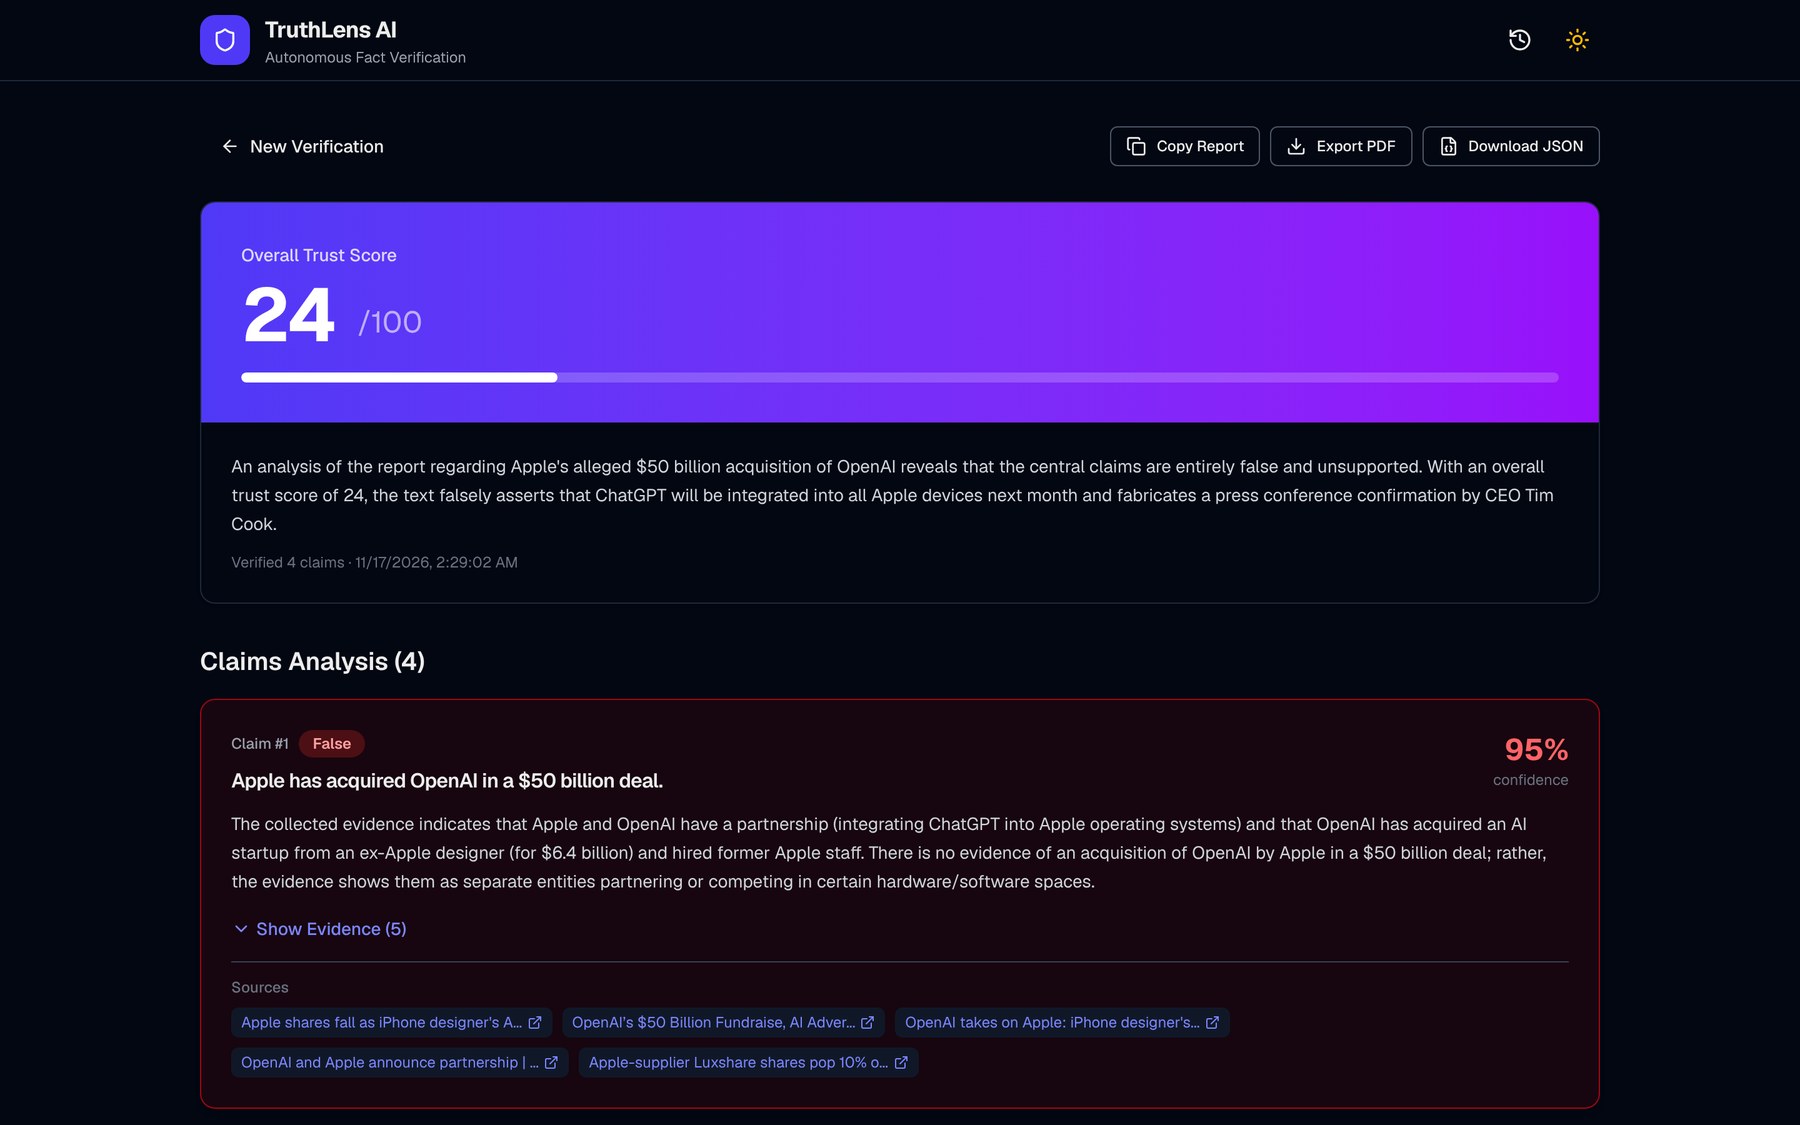 TruthLens AI
Autonomous Fact Verification
New Verification
Copy Report
Export PDF
Download JSON
Overall Trust Score
24 /100
An analysis of the report regarding Apple's alleged $50 billion acquisition of OpenAI reveals that the central claims are entirely false and unsupported. With an overall
trust score of 24, the text falsely asserts that ChatGPT will be integrated into all Apple devices next month and fabricates a press conference confirmation by CEO Tim
Cook.
Verified 4 claims · 11/17/2026, 2:29:02 AM
Claims Analysis (4)
Claim #1 False
95%
confidence
Apple has acquired OpenAI in a $50 billion deal.
The collected evidence indicates that Apple and OpenAI have a partnership (integrating ChatGPT into Apple operating systems) and that OpenAI has acquired an AI
startup from an ex-Apple designer (for $6.4 billion) and hired former Apple staff. There is no evidence of an acquisition of OpenAI by Apple in a $50 billion deal; rather,
the evidence shows them as separate entities partnering or competing in certain hardware/software spaces.
Show Evidence (5)
Sources
Apple shares fall as iPhone designer's A...
OpenAI's $50 Billion Fundraise, AI Adver...
OpenAI takes on Apple: iPhone designer's...
OpenAI and Apple announce partnership | ...
Apple-supplier Luxshare shares pop 10% o...